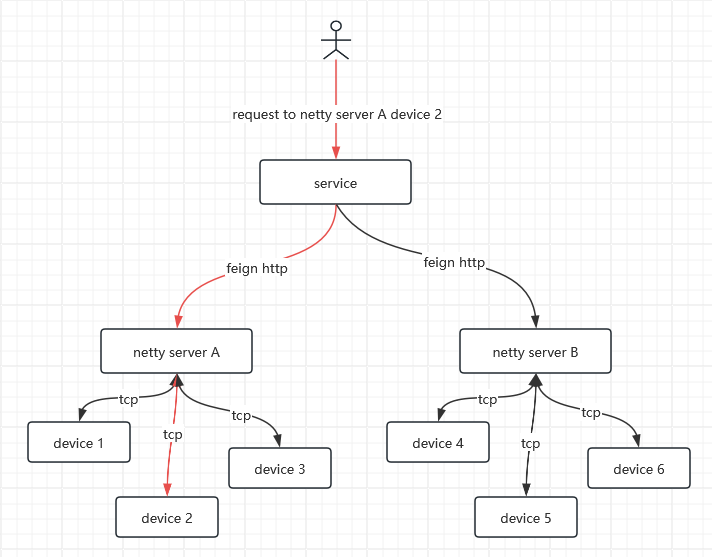 request to netty server A device 2
service
feign http
feign http
netty server A
netty server B
tcp
tcp
tcp
tcp
tcp
tcp
device 1
device 3
device 4
device 6
device 2
device 5